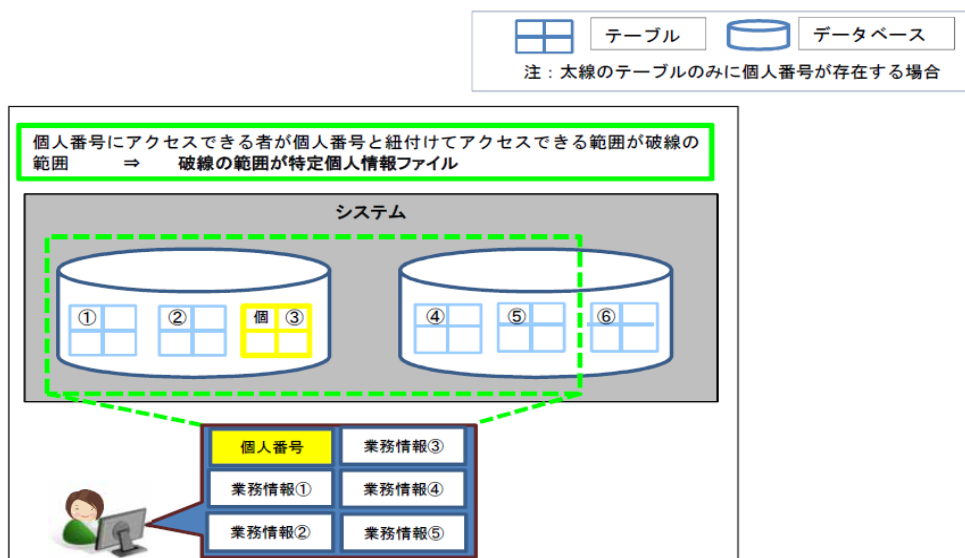 テーブル
データベース
注：太線のテーブルのみに個人番号が存在する場合
個人番号にアクセスできる者が個人番号と紐付けてアクセスできる範囲が破線の
範囲 ⇒ 破線の範囲が特定個人情報ファイル
システム
① ② 個 ③ ④ ⑤ ⑥
個人番号 業務情報③
業務情報① 業務情報④
業務情報② 業務情報⑤